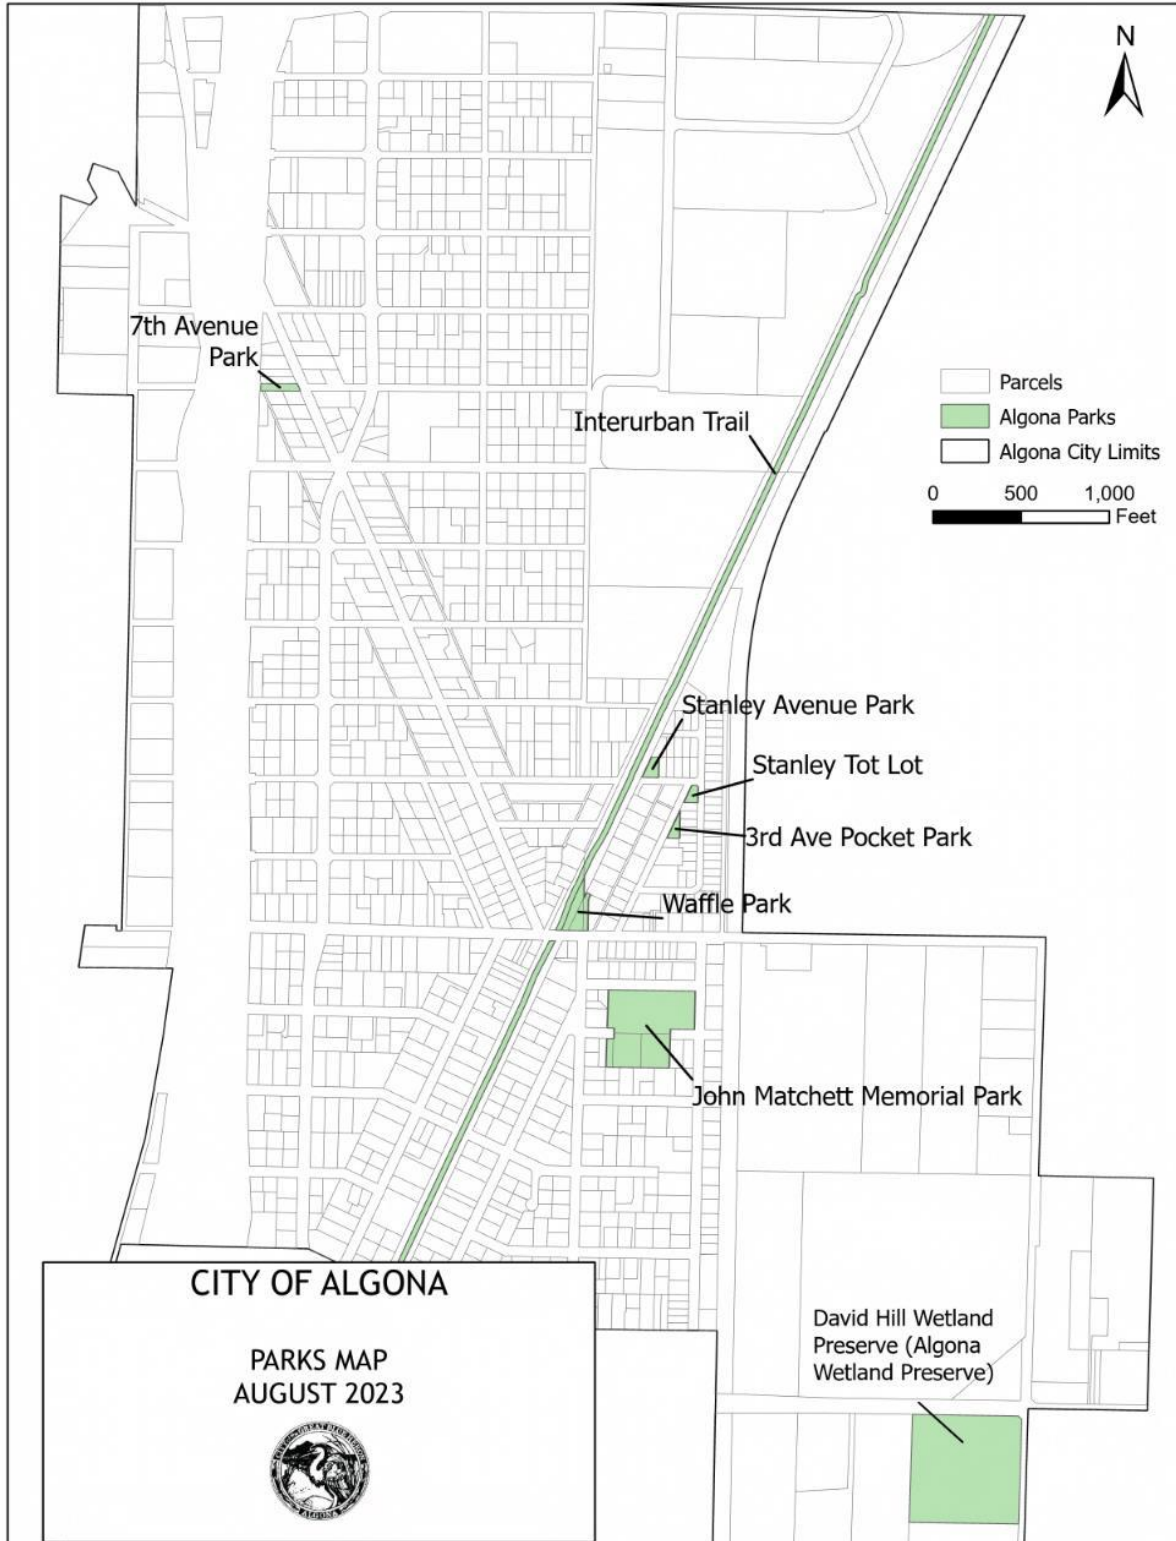 N
7th Avenue
Park
Interurban Trail
Parcels
Algona Parks
Algona City Limits
0 500 1,000
Feet
Stanley Avenue Park
Stanley Tot Lot
3rd Ave Pocket Park
Waffle Park
John Matchett Memorial Park
David Hill Wetland
Preserve (Algona
Wetland Preserve)
CITY OF ALGONA
PARKS MAP
AUGUST 2023
ALGONA